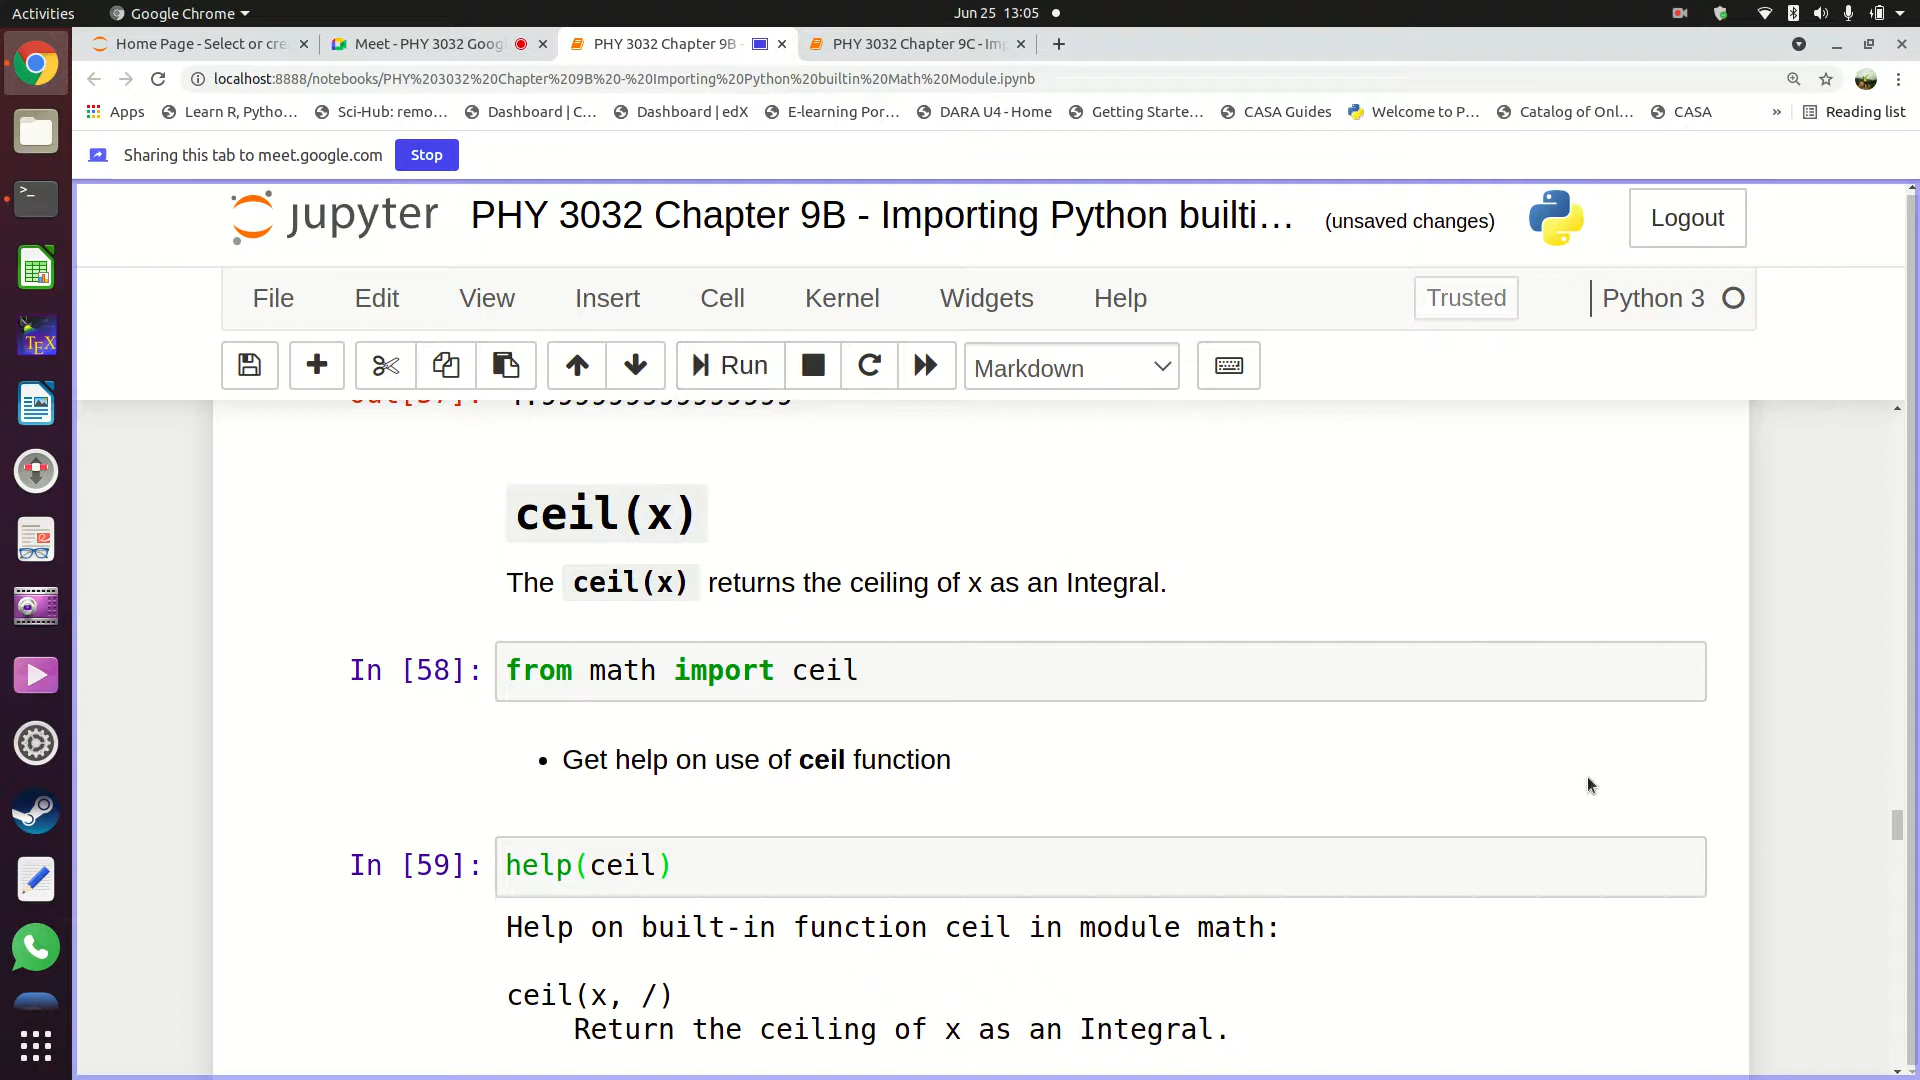 Activities Google Chrome Jun 25 13:05
Home Page - Select or cre Meet - PHY 3032 Goog PHY 3032 Chapter 9B - PHY 3032 Chapter 9C - Imp
localhost:8888/notebooks/PHY%203032%20Chapter%209B%20-%20Importing%20Python%20builtin%20Math%20Module.ipynb
Apps Learn R, Pytho... Sci-Hub: remo... Dashboard | C... Dashboard | edX E-learning Por... DARA U4 - Home Getting Starte... CASA Guides Welcome to P... Catalog of Onl... CASA » Reading list
Sharing this tab to meet.google.com Stop
jupyter PHY 3032 Chapter 9B - Importing Python builti... (unsaved changes) Logout
File Edit View Insert Cell Kernel Widgets Help Trusted Python 3
Run Markdown
ceil(x)
The ceil(x) returns the ceiling of x as an Integral.
In [58]: from math import ceil
• Get help on use of ceil function
In [59]: help(ceil)
Help on built-in function ceil in module math:
ceil(x, /)
Return the ceiling of x as an Integral.